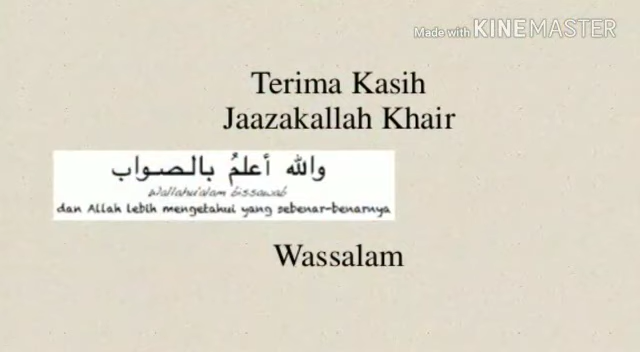 Made with KINEMASTER
Terima Kasih
Jaazakallah Khair
والله أعلمُ بالصواب
Wallahu'alam bissawab
dan Allah lebih mengetahui yang sebenar-benarnya
Wassalam